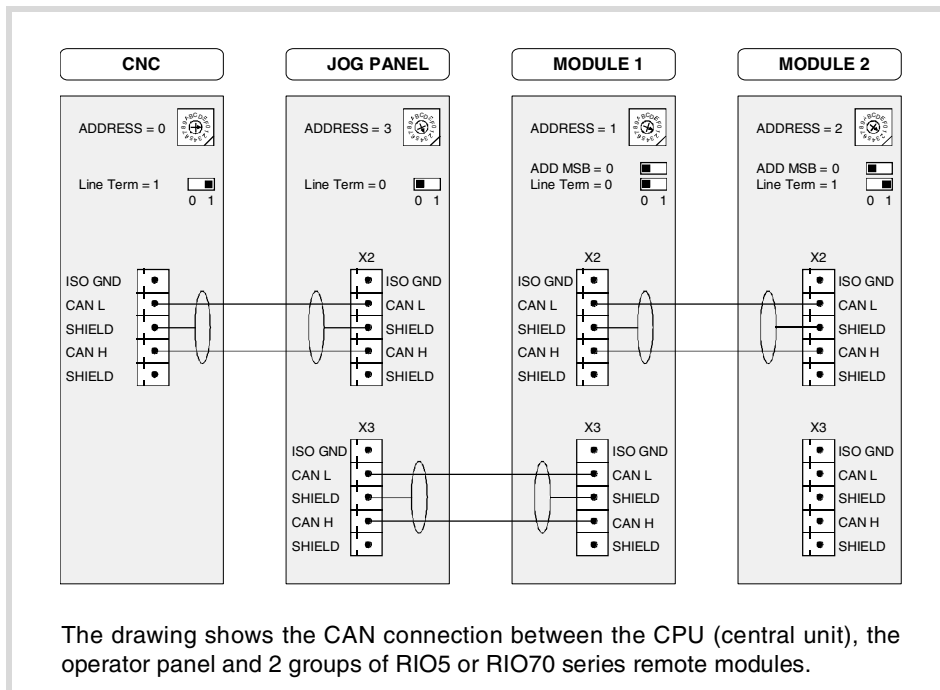 CNC
JOG PANEL
MODULE 1
MODULE 2
ADDRESS = 0
ADDRESS = 3
ADDRESS = 1
ADDRESS = 2
ADD MSB = 0
ADD MSB = 0
Line Term = 1
Line Term = 0
Line Term = 0
Line Term = 1
0 1
0 1
0 1
0 1
X2
X2
X2
ISO GND
ISO GND
ISO GND
ISO GND
CAN L
CAN L
CAN L
CAN L
SHIELD
SHIELD
SHIELD
SHIELD
CAN H
CAN H
CAN H
CAN H
SHIELD
SHIELD
SHIELD
SHIELD
X3
X3
X3
ISO GND
ISO GND
ISO GND
CAN L
CAN L
CAN L
SHIELD
SHIELD
SHIELD
CAN H
CAN H
CAN H
SHIELD
SHIELD
SHIELD
The drawing shows the CAN connection between the CPU (central unit), the
operator panel and 2 groups of RIO5 or RIO70 series remote modules.